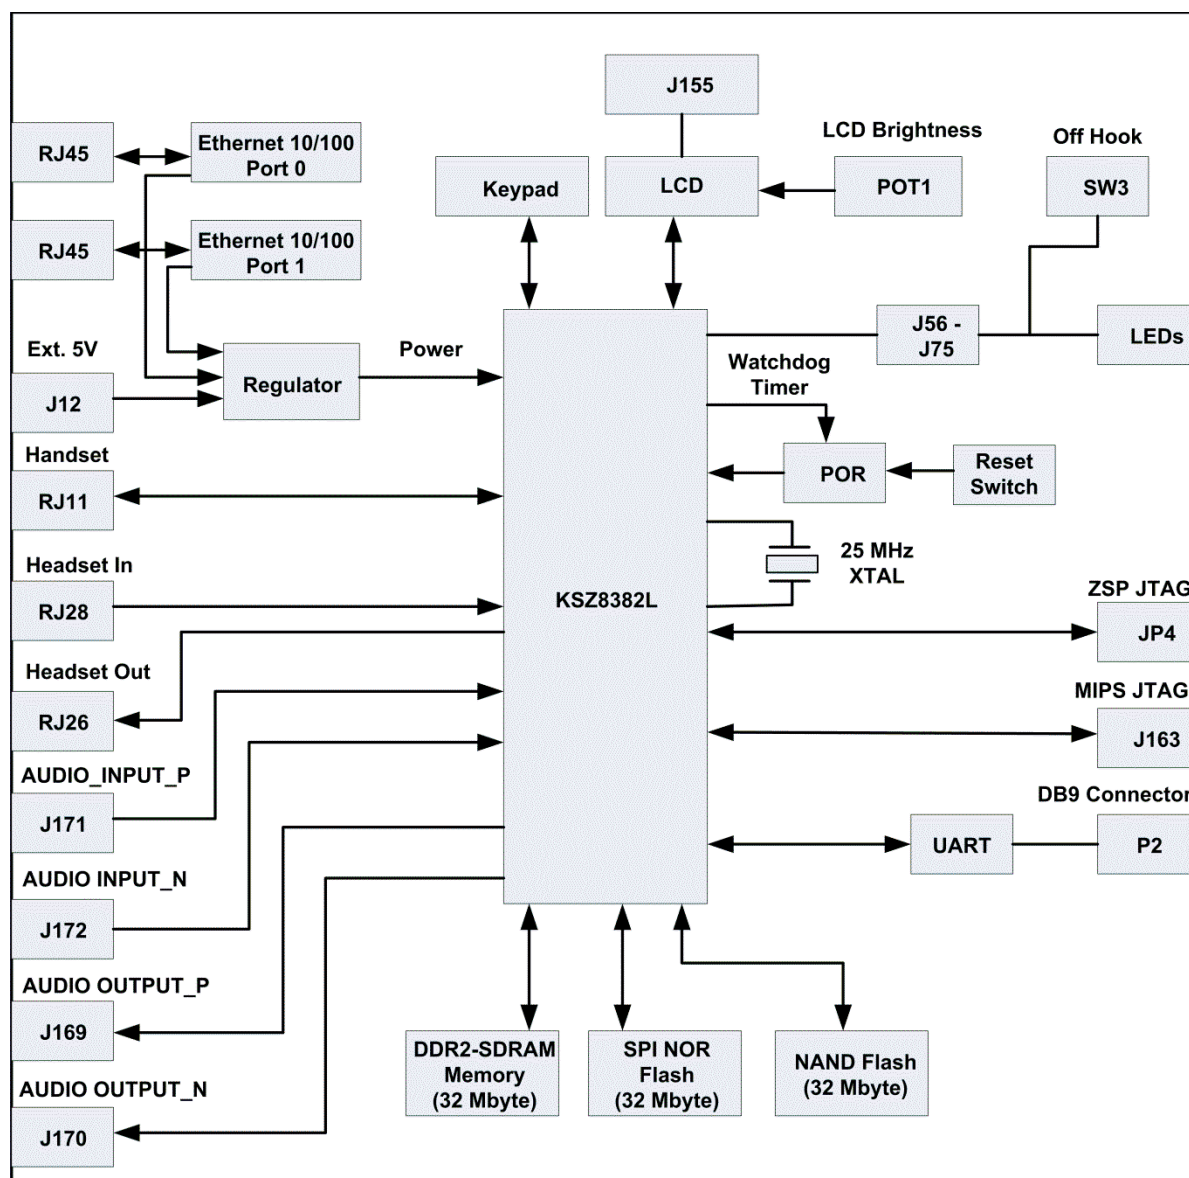 J155
RJ45
Ethernet 10/100
Port 0
Keypad
LCD
LCD Brightness
POT1
Off Hook
SW3
RJ45
Ethernet 10/100
Port 1
Ext. 5V
J12
Regulator
Power
J56 -
J75
LEDs
Watchdog
Timer
POR
Reset
Switch
Handset
RJ11
25 MHz
XTAL
Headset In
RJ28
KSZ8382L
ZSP JTAG
JP4
Headset Out
RJ26
MIPS JTAG
J163
AUDIO_INPUT_P
J171
DB9 Connector
UART
P2
AUDIO INPUT_N
J172
AUDIO OUTPUT_P
J169
DDR2-SDRAM
Memory
(32 Mbyte)
SPI NOR
Flash
(32 Mbyte)
NAND Flash
(32 Mbyte)
AUDIO OUTPUT_N
J170